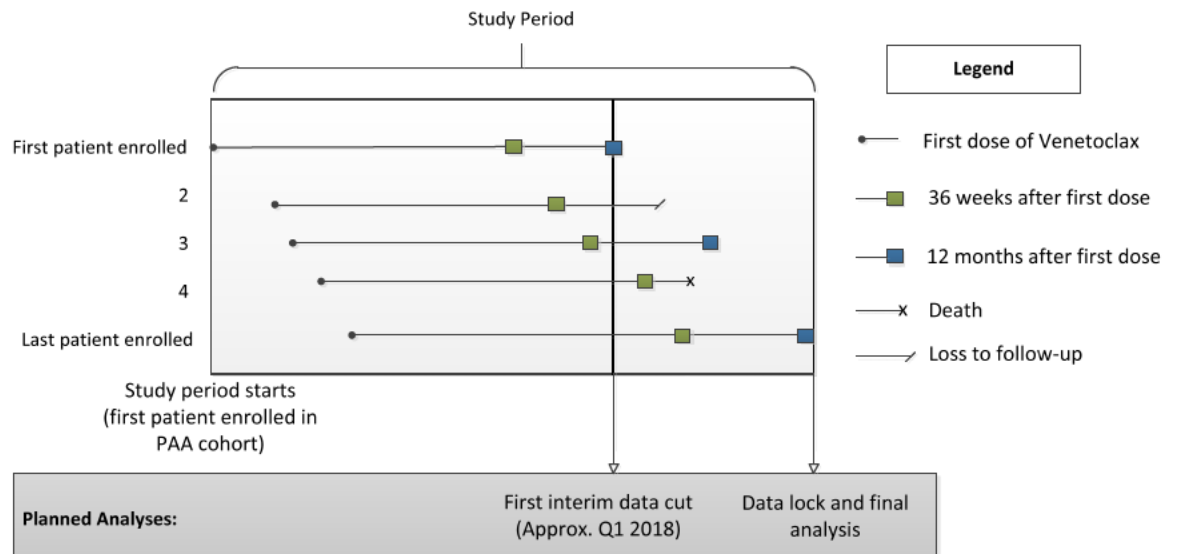 Study Period
Legend
First patient enrolled
2
3
4
Last patient enrolled
First dose of Venetoclax
36 weeks after first dose
12 months after first dose
x
Death
x
Loss to follow-up
Study period starts
(first patient enrolled in
PAA cohort)
Planned Analyses:
First interim data cut
(Approx. Q1 2018)
Data lock and final
analysis